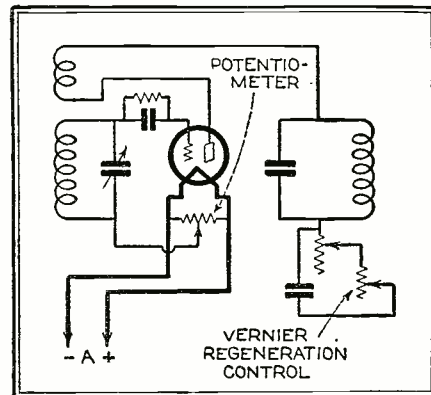 POTENTIO-
METER
- A +
VERNIER
REGENERATION
CONTROL